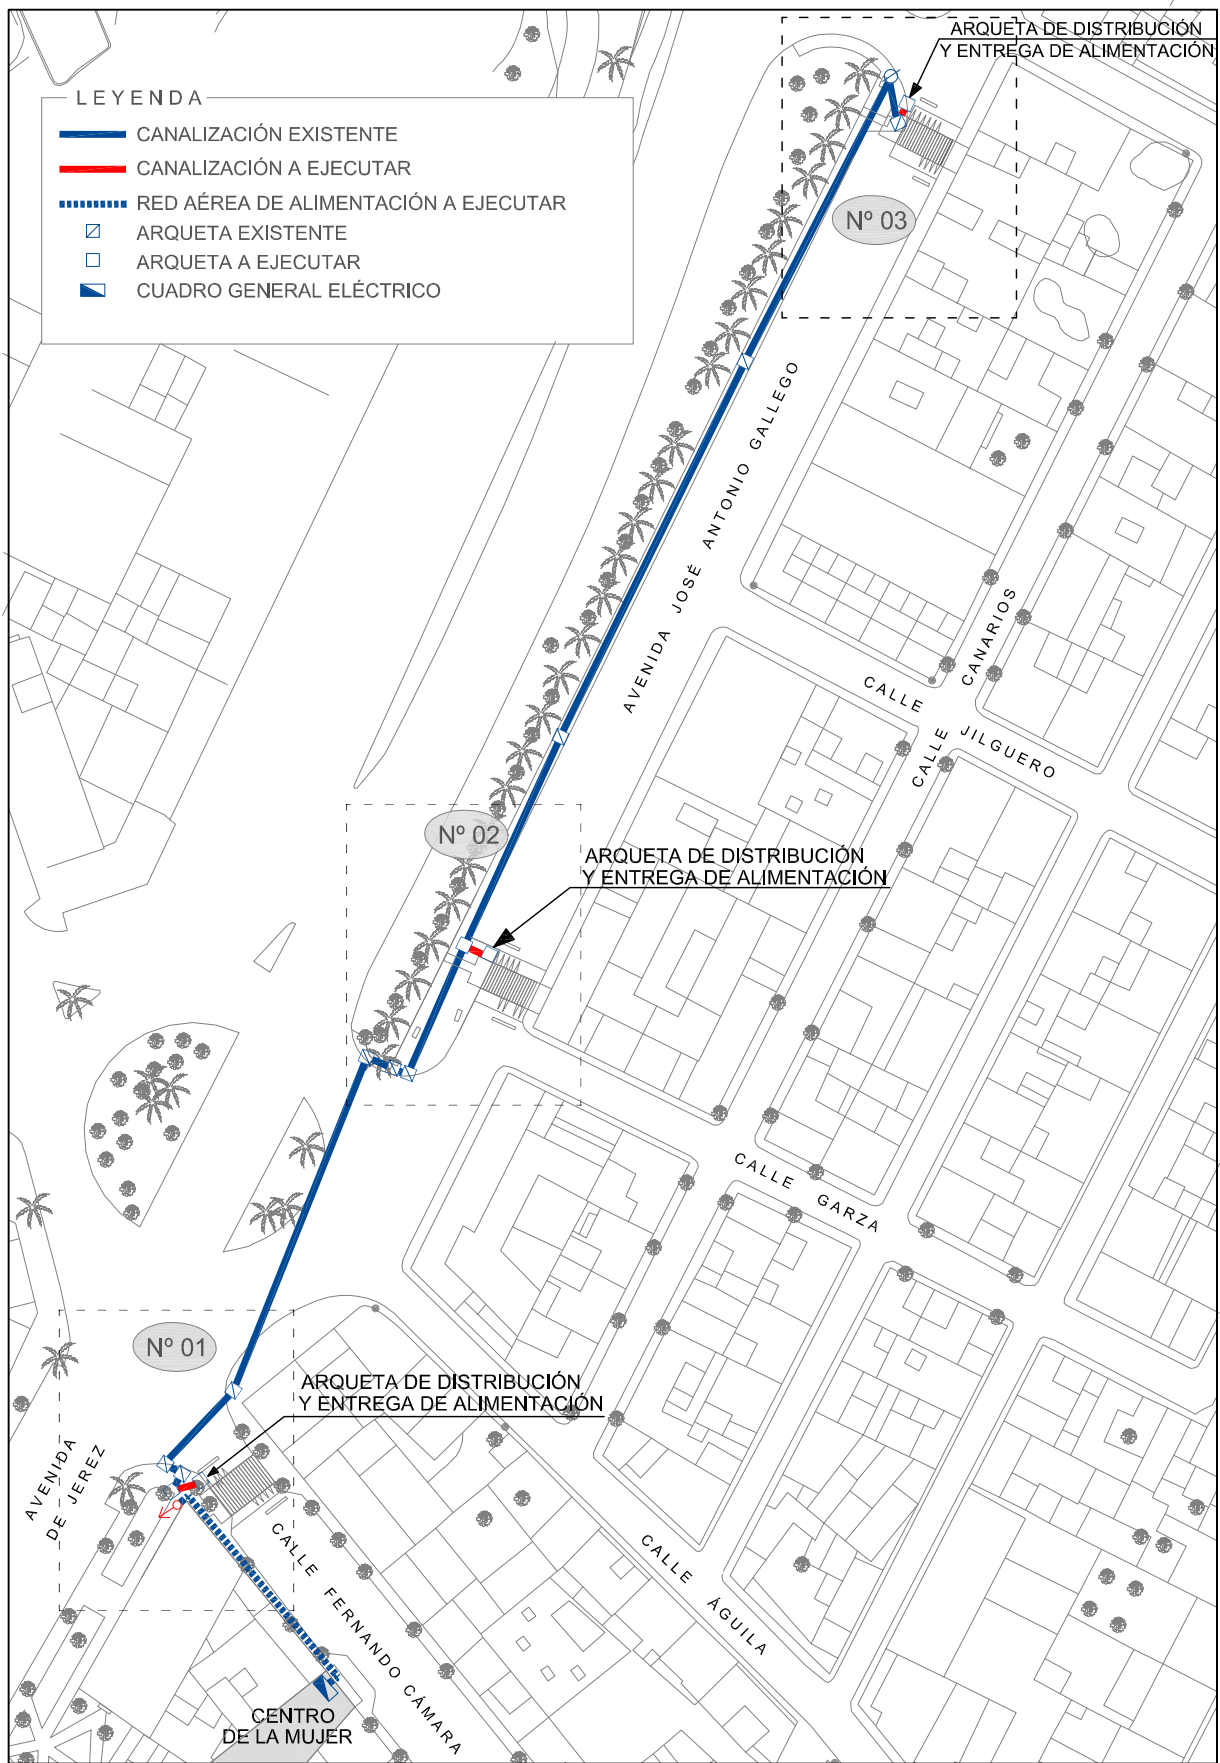 ARQUETA DE DISTRIBUCIÓN
Y ENTREGA DE ALIMENTACIÓN
LEYENDA
CANALIZACIÓN EXISTENTE
CANALIZACIÓN A EJECUTAR
RED AÉREA DE ALIMENTACIÓN A EJECUTAR
ARQUETA EXISTENTE
ARQUETA A EJECUTAR
CUADRO GENERAL ELÉCTRICO
Nº 03
AVENIDA JOSÉ ANTONIO GALLEGO
CALLE CANARIOS
CALLE JILGUERO
Nº 02
ARQUETA DE DISTRIBUCIÓN
Y ENTREGA DE ALIMENTACIÓN
CALLE GARZA
Nº 01
ARQUETA DE DISTRIBUCIÓN
Y ENTREGA DE ALIMENTACIÓN
AVENIDA
DE JEREZ
CALLE FERNANDO CÁMARA
CALLE ÁGUILA
CENTRO
DE LA MUJER